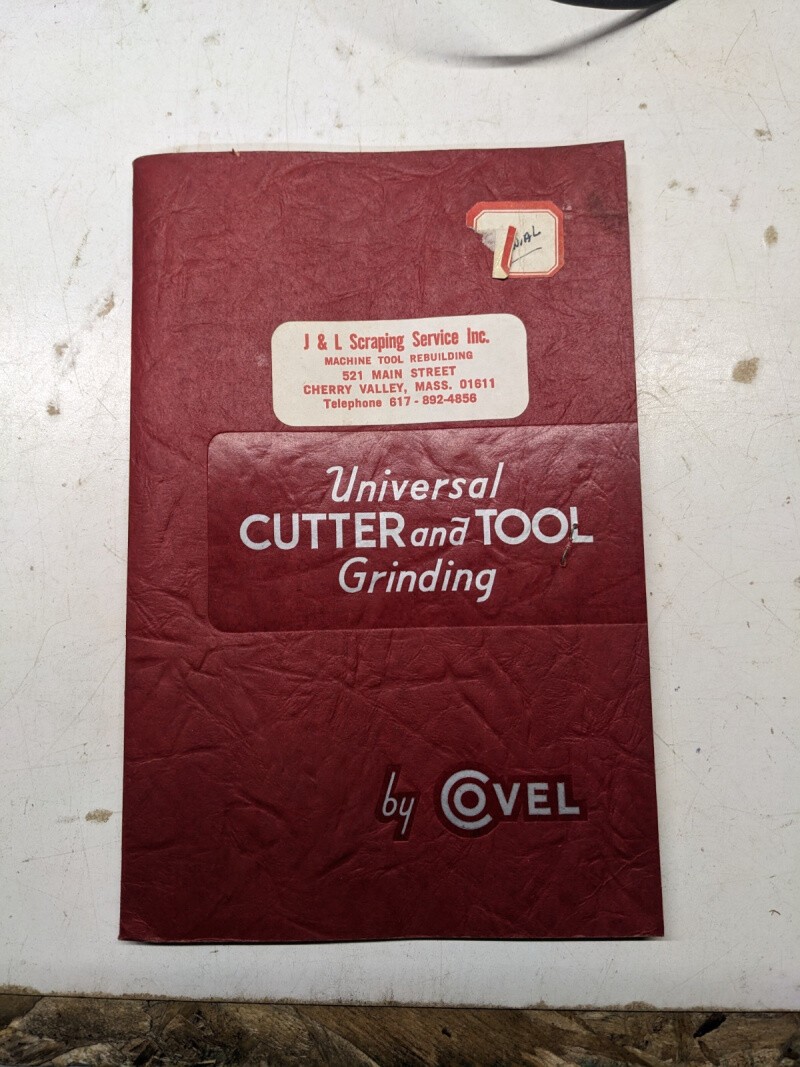 J & L Scraping Service Inc.
MACHINE TOOL REBUILDING
521 MAIN STREET
CHERRY VALLEY, MASS. 01611
Telephone 617 - 892-4856
Universal
CUTTER and TOOL
Grinding
by COVEL